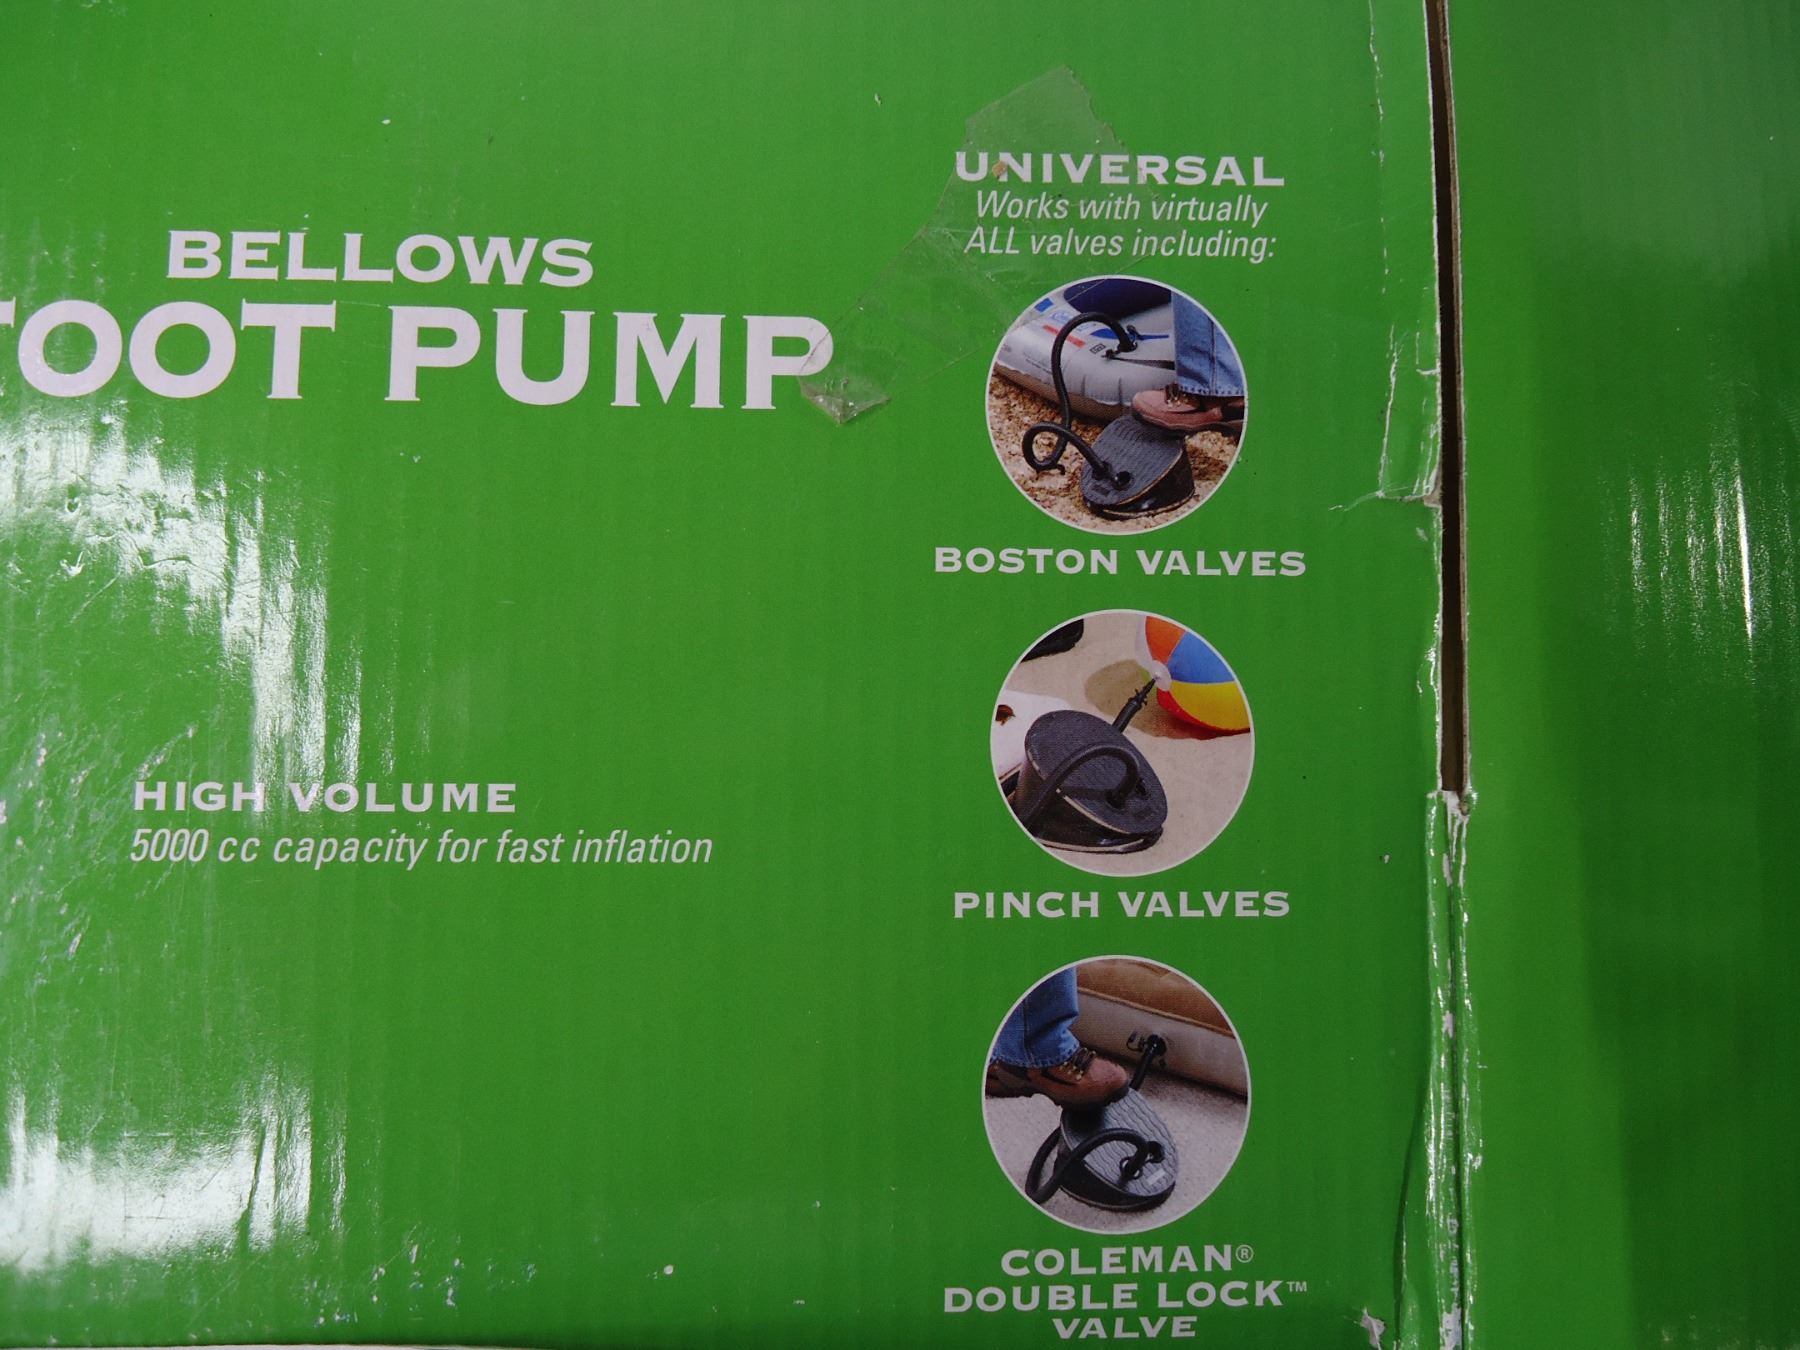 BELLOWS
FOOT PUMP
HIGH VOLUME
5000 cc capacity for fast inflation
UNIVERSAL
Works with virtually
ALL valves including:
BOSTON VALVES
PINCH VALVES
COLEMAN®
DOUBLE LOCK™
VALVE